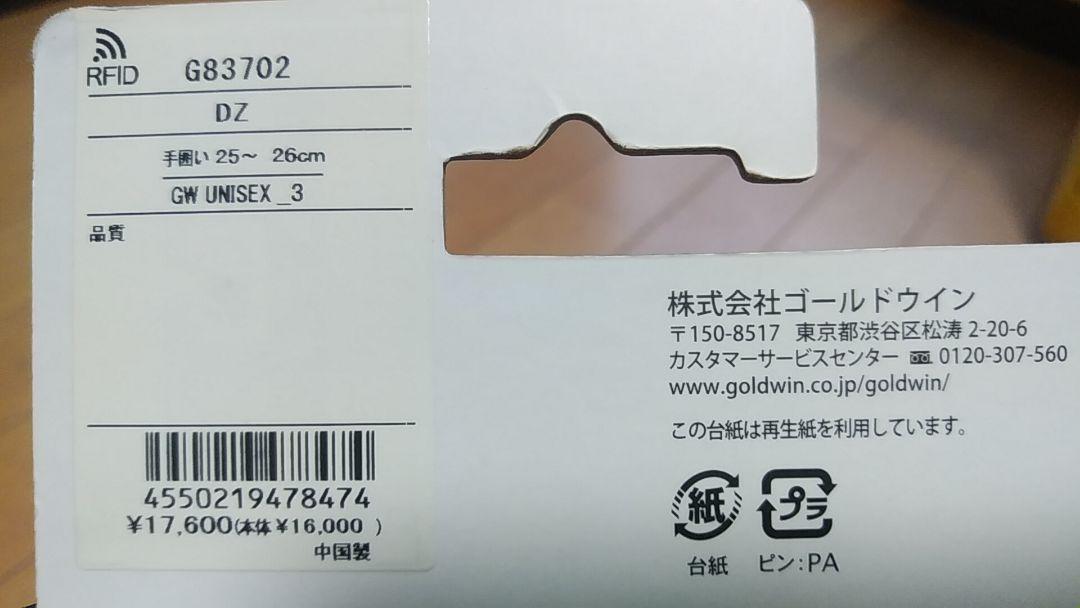 RFID G83702
DZ
手囲い 25～ 26cm
GW UNISEX _3
品質
4550219478474
¥17,600(本体¥16,000 )
中国製
株式会社ゴールドウイン
〒150-8517 東京都渋谷区松涛 2-20-6
カスタマーサービスセンター 0120-307-560
www.goldwin.co.jp/goldwin/
この台紙は再生紙を利用しています。
紙 プラ
台紙 ピン：PA